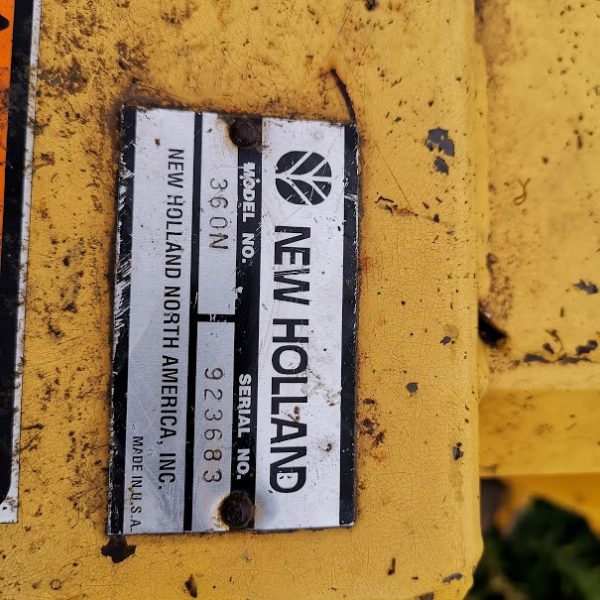 NEW HOLLAND
MODEL NO. SERIAL NO.
360N 923683
NEW HOLLAND NORTH AMERICA, INC.
MADE IN U.S.A.